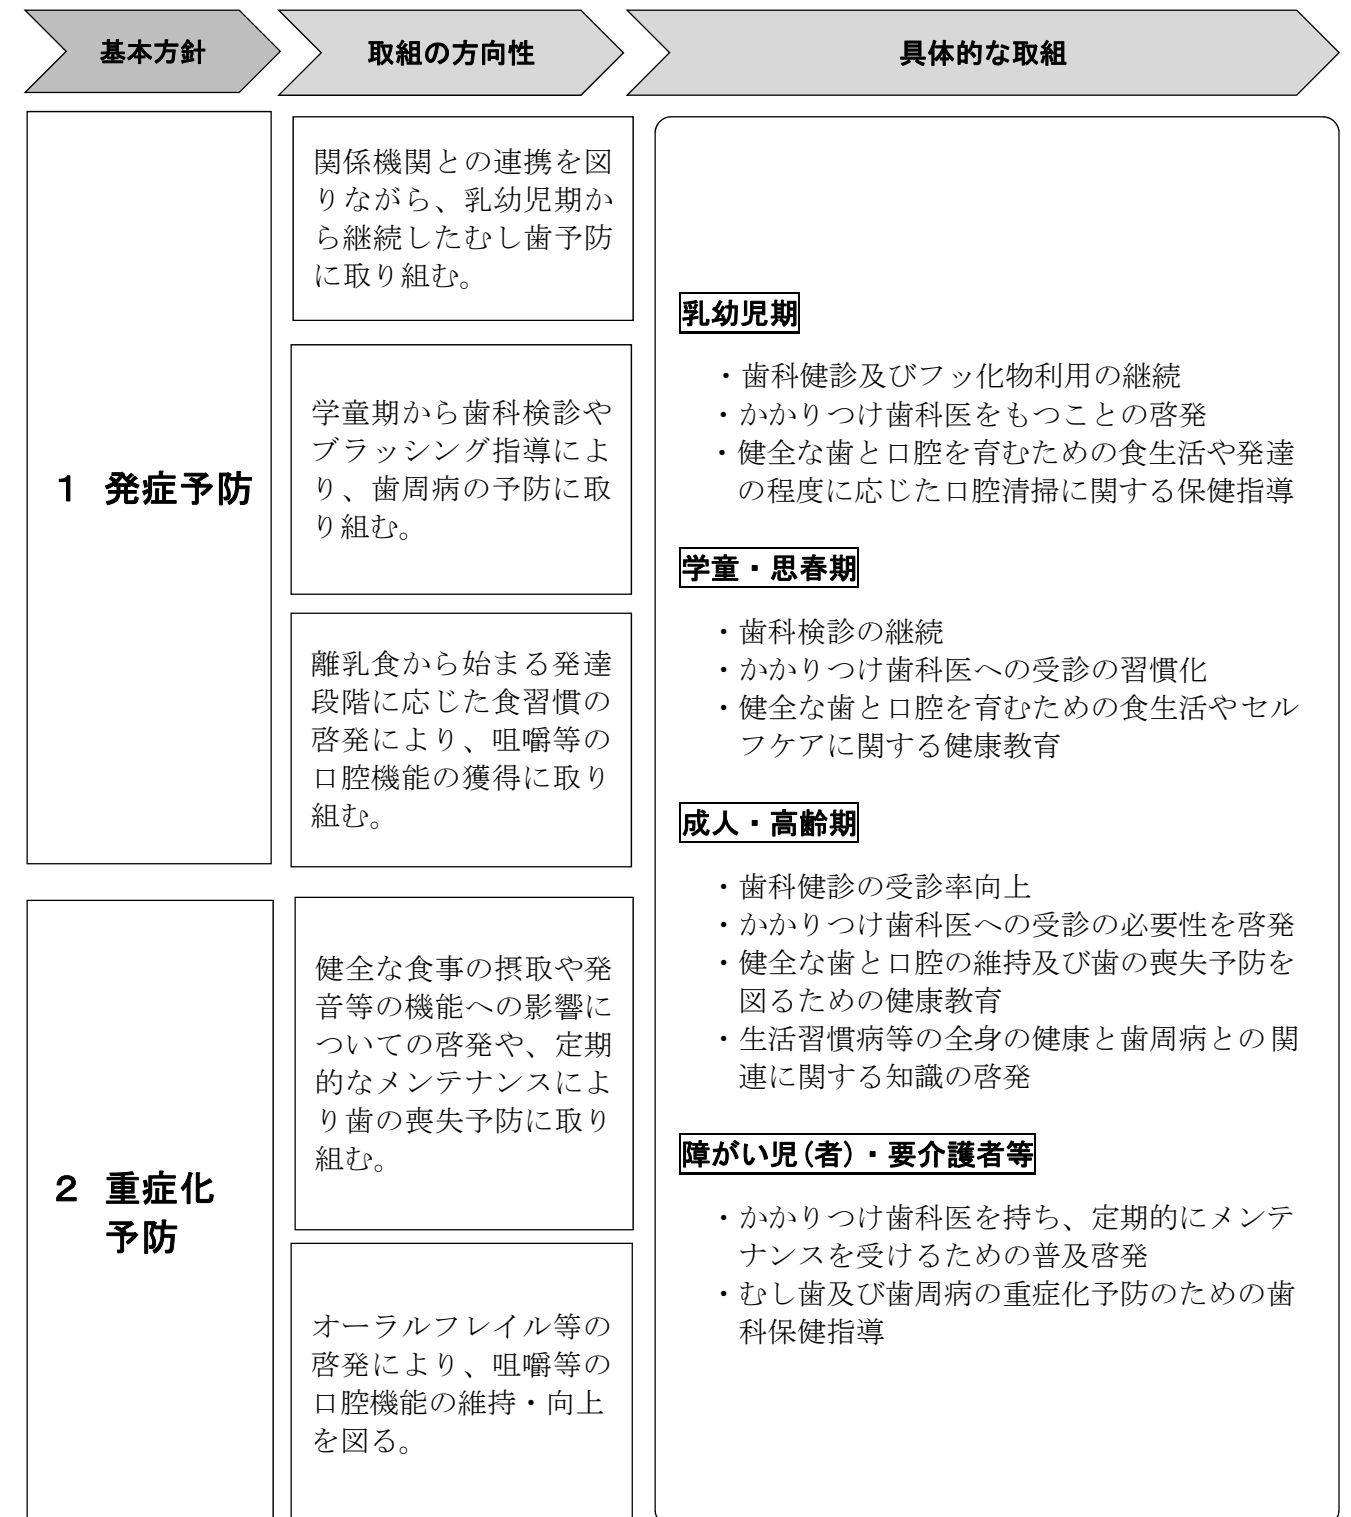 基本方針
取組の方向性
具体的な取組
1 発症予防
関係機関との連携を図
りながら、乳幼児期か
ら継続したむし歯予防
に取り組む。
学童期から歯科検診や
ブラッシング指導によ
り、歯周病の予防に取
り組む。
離乳食から始まる発達
段階に応じた食習慣の
啓発により、咀嚼等の
口腔機能の獲得に取り
組む。
2 重症化
予防
健全な食事の摂取や発
音等の機能への影響に
ついての啓発や、定期
的なメンテナンスによ
り歯の喪失予防に取り
組む。
オーラルフレイル等の
啓発により、咀嚼等の
口腔機能の維持・向上
を図る。
乳幼児期
・歯科健診及びフッ化物利用の継続
・かかりつけ歯科医をもつことの啓発
・健全な歯と口腔を育むための食生活や発達
の程度に応じた口腔清掃に関する保健指導
学童・思春期
・歯科検診の継続
・かかりつけ歯科医への受診の習慣化
・健全な歯と口腔を育むための食生活やセル
フケアに関する健康教育
成人・高齢期
・歯科健診の受診率向上
・かかりつけ歯科医への受診の必要性を啓発
・健全な歯と口腔の維持及び歯の喪失予防を
図るための健康教育
・生活習慣病等の全身の健康と歯周病との関
連に関する知識の啓発
障がい児(者)・要介護者等
・かかりつけ歯科医を持ち、定期的にメンテ
ナンスを受けるための普及啓発
・むし歯及び歯周病の重症化予防のための歯
科保健指導